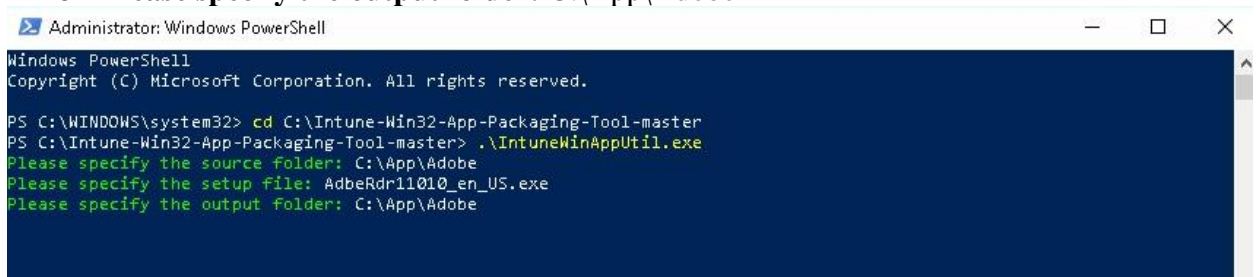 Administrator: Windows PowerShell
Windows PowerShell
Copyright (C) Microsoft Corporation. All rights reserved.
PS C:\WINDOWS\system32> cd C:\Intune-Win32-App-Packaging-Tool-master
PS C:\Intune-Win32-App-Packaging-Tool-master> .\IntuneWinAppUtil.exe
Please specify the source folder: C:\App\Adobe
Please specify the setup file: AdbeRdr11010_en_US.exe
Please specify the output folder: C:\App\Adobe